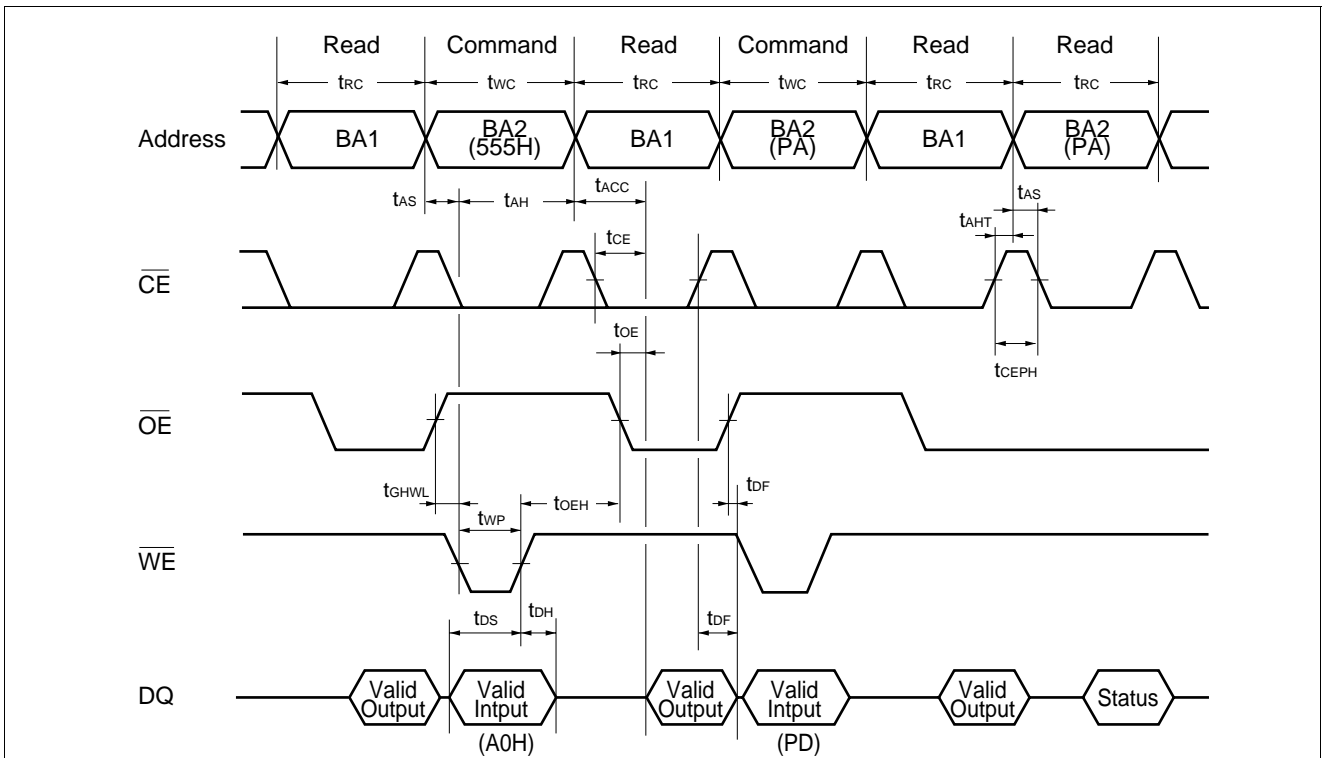 Read Command Read Command Read Read
tRC tWC tRC tWC tRC tRC
Address BA1 BA2 (555H) BA1 BA2 (PA) BA1 BA2 (PA)
tAS tAH tACC tAS
tAHT
tCE
CE
tOE
tCEPH
OE
tGHWL tOEH tDF
tWP
WE
tDS tDH tDF
DQ Valid Output Valid Intput Valid Output Valid Intput Valid Output Status
(A0H) (PD)